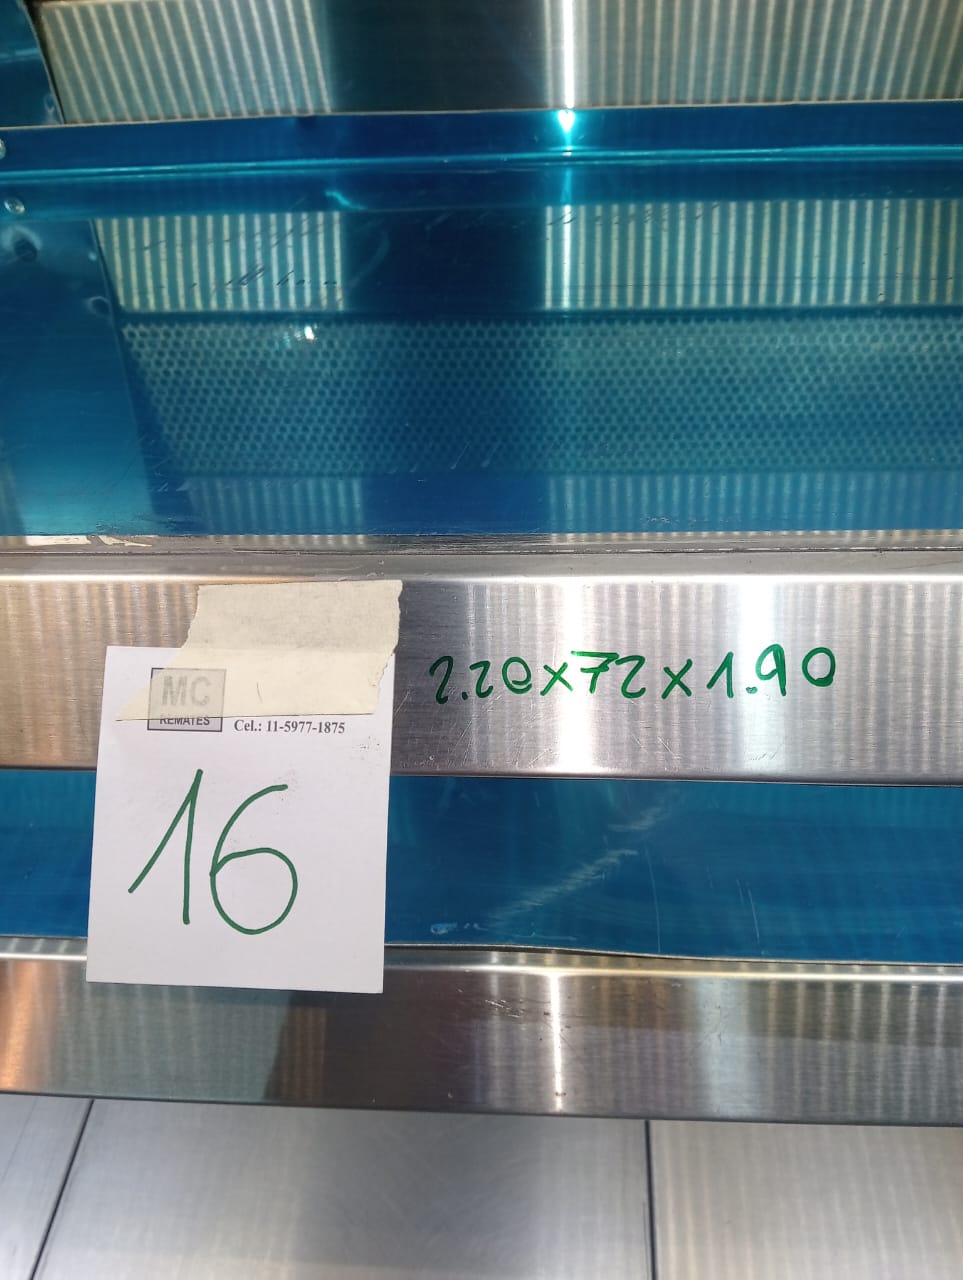 2.20x72x1.90
MC
REMATES
Cel.: 11-5977-1875
16